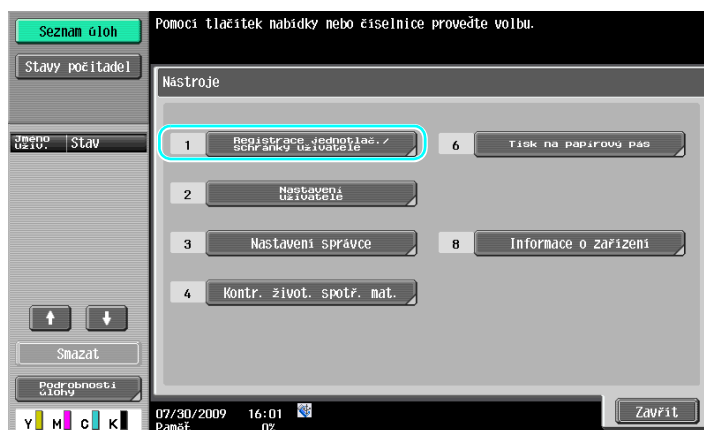 Seznam úloh
Pomocí tlačítek nabídky nebo číselnice proveďte volbu.
Stavy počítadel
Nástroje
Jméno uživ.
Stav
1 Registrace jednotlač./
schránky uživatele
6 Tisk na papírový pás
2 Nastavení
uživatele
3 Nastavení správce
8 Informace o zařízení
4 Kontr. život. spotř. mat.
Smazat
Podrobnosti
úlohy
Zavřít
07/30/2009 16:01
Paměť 0%
Y M C K